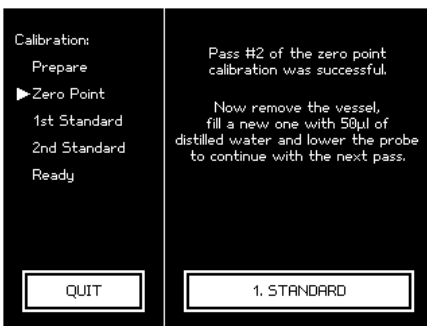 Calibration:
Prepare
Zero Point
1st Standard
2nd Standard
Ready
QUIT
Pass #2 of the zero point
calibration was successful.
Now remove the vessel,
fill a new one with 50µl of
distilled water and lower the probe
to continue with the next pass.
1. STANDARD